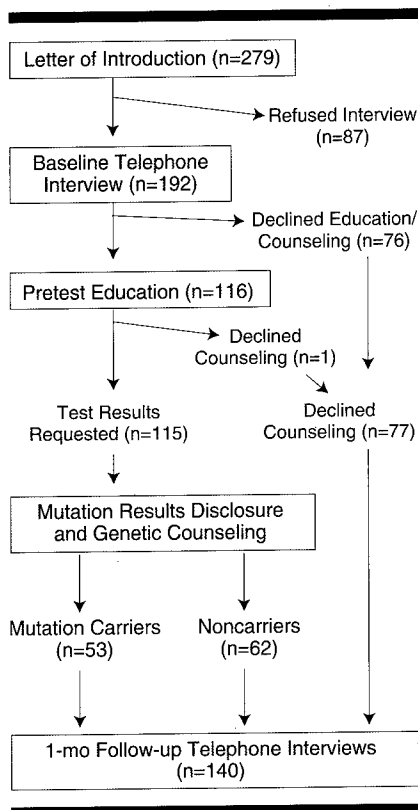 Letter of Introduction (n=279)
Refused Interview
(n=87)
Baseline Telephone
Interview (n=192)
Declined Education/
Counseling (n=76)
Pretest Education (n=116)
Declined
Counseling (n=1)
Test Results
Requested (n=115)
Declined
Counseling (n=77)
Mutation Results Disclosure
and Genetic Counseling
Mutation Carriers
(n=53)
Noncarriers
(n=62)
1-mo Follow-up Telephone Interviews
(n=140)